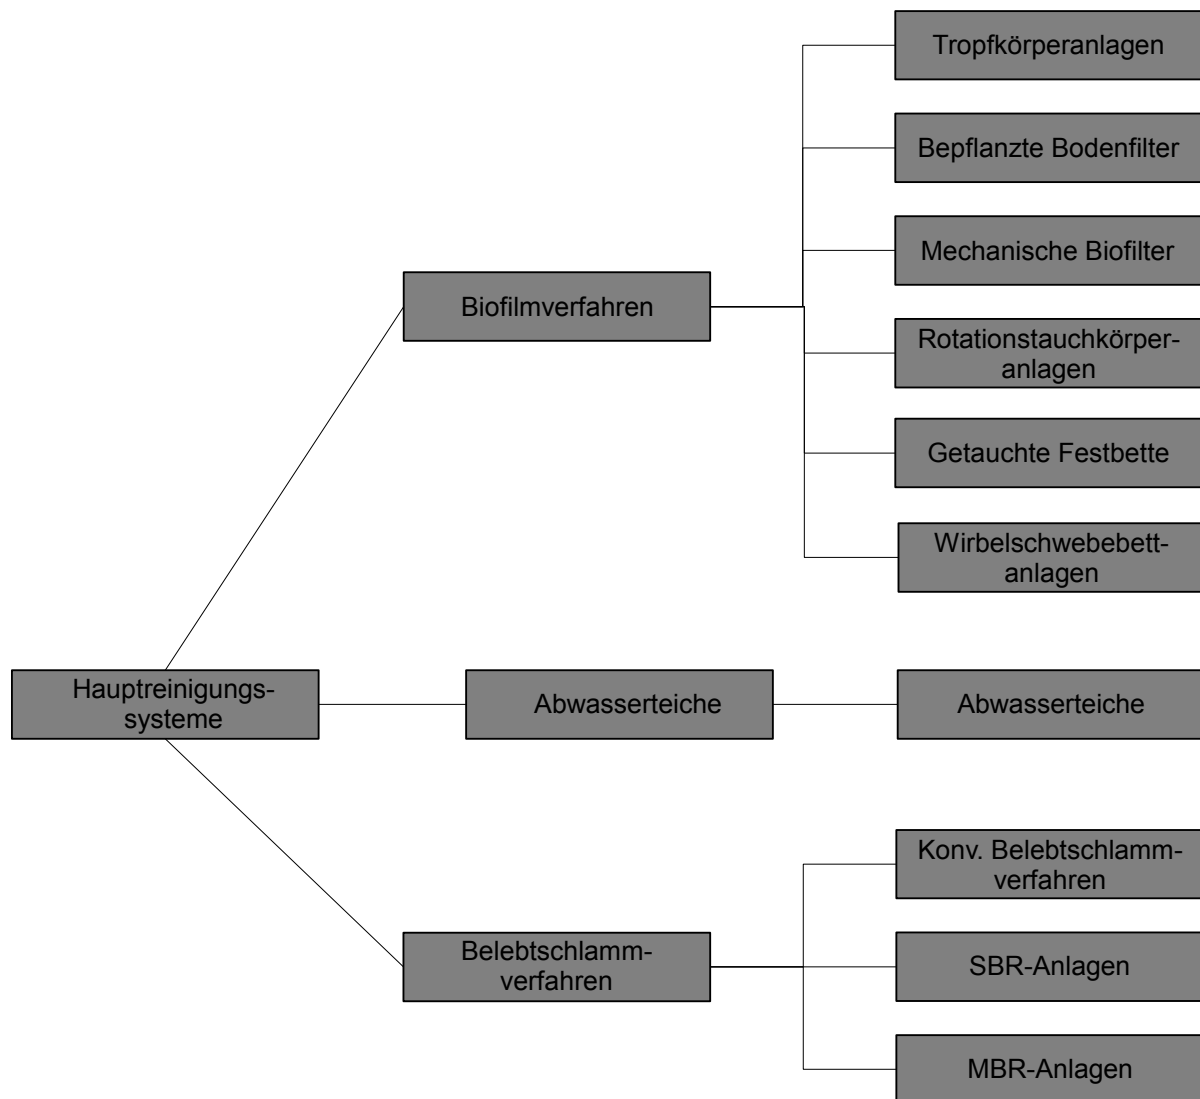 Tropfkörperanlagen
Bepflanzte Bodenfilter
Mechanische Biofilter
Biofilmverfahren
Rotationstauchkörper-
anlagen
Getauchte Festbette
Wirbelschwebebett-
anlagen
Hauptreinigungs-
systeme
Abwasserteiche
Abwasserteiche
Konv. Belebtschlamm-
verfahren
Belebtschlamm-
verfahren
SBR-Anlagen
MBR-Anlagen